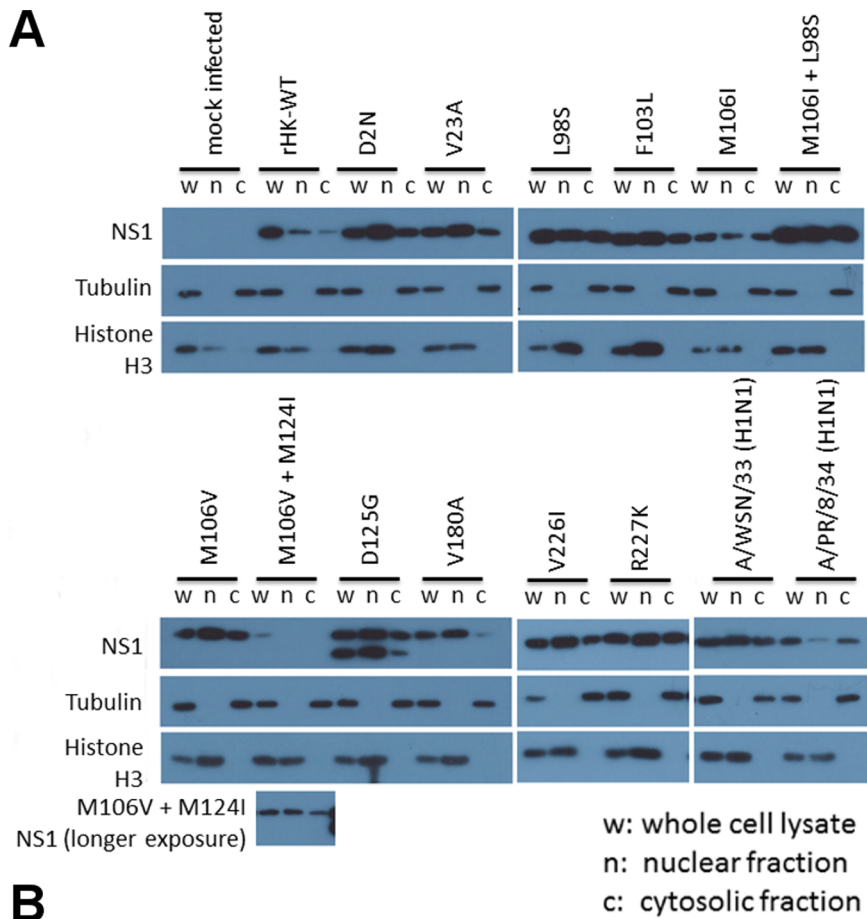 A
mock infected rHK-WT D2N V23A L98S F103L M106I M106I + L98S
w n c w n c w n c w n c w n c w n c w n c w n c
NS1
Tubulin
Histone
H3
M106V M106V + M124I D125G V180A V226I R227K A/WSN/33 (H1N1) A/PR/8/34 (H1N1)
w n c w n c w n c w n c w n c w n c w n c w n c
NS1
Tubulin
Histone
H3
M106V + M124I
NS1 (longer exposure)
w: whole cell lysate
n: nuclear fraction
c: cytosolic fraction
B